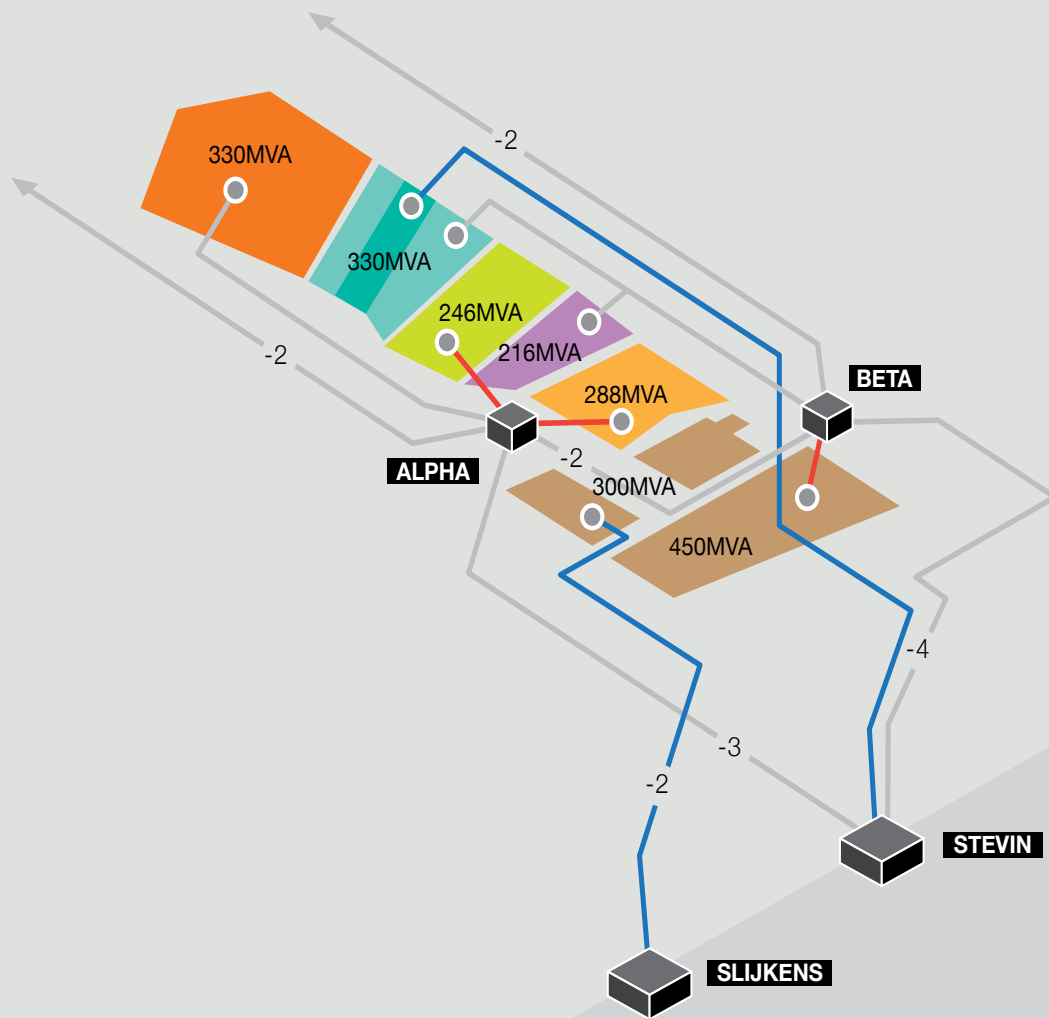 -2
330MVA
330MVA
246MVA
216MVA
-2
BETA
288MVA
ALPHA
-2
300MVA
450MVA
-4
-3
-2
STEVIN
SLIJKENS